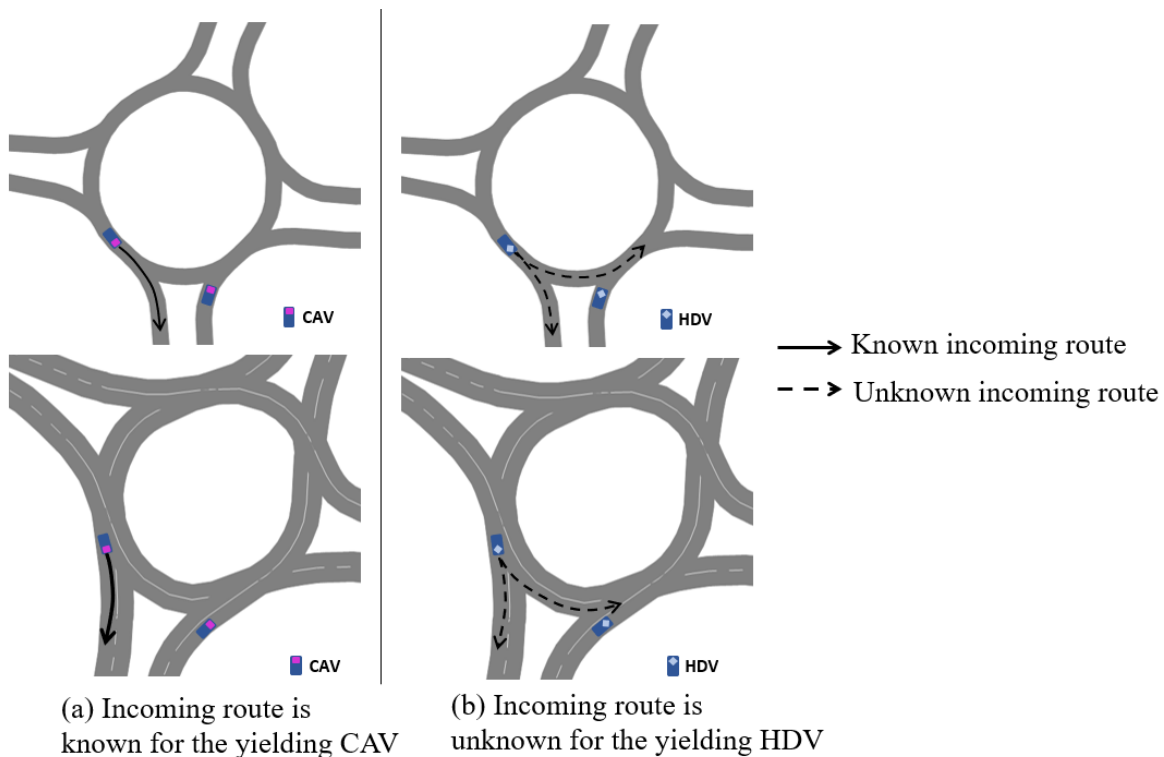 CAV
HDV
Known incoming route
Unknown incoming route
CAV
HDV
(a) Incoming route is
known for the yielding CAV
(b) Incoming route is
unknown for the yielding HDV